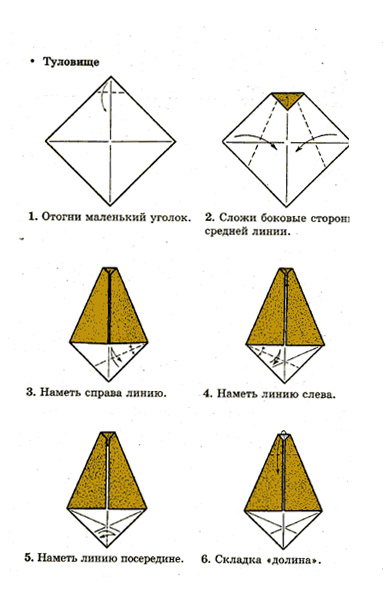 • Туловище
1. Отогни маленький уголок.
2. Сложи боковые сторон
средней линии.
3. Наметь справа линию.
4. Наметь линию слева.
5. Наметь линию посередине.
6. Складка «долина».